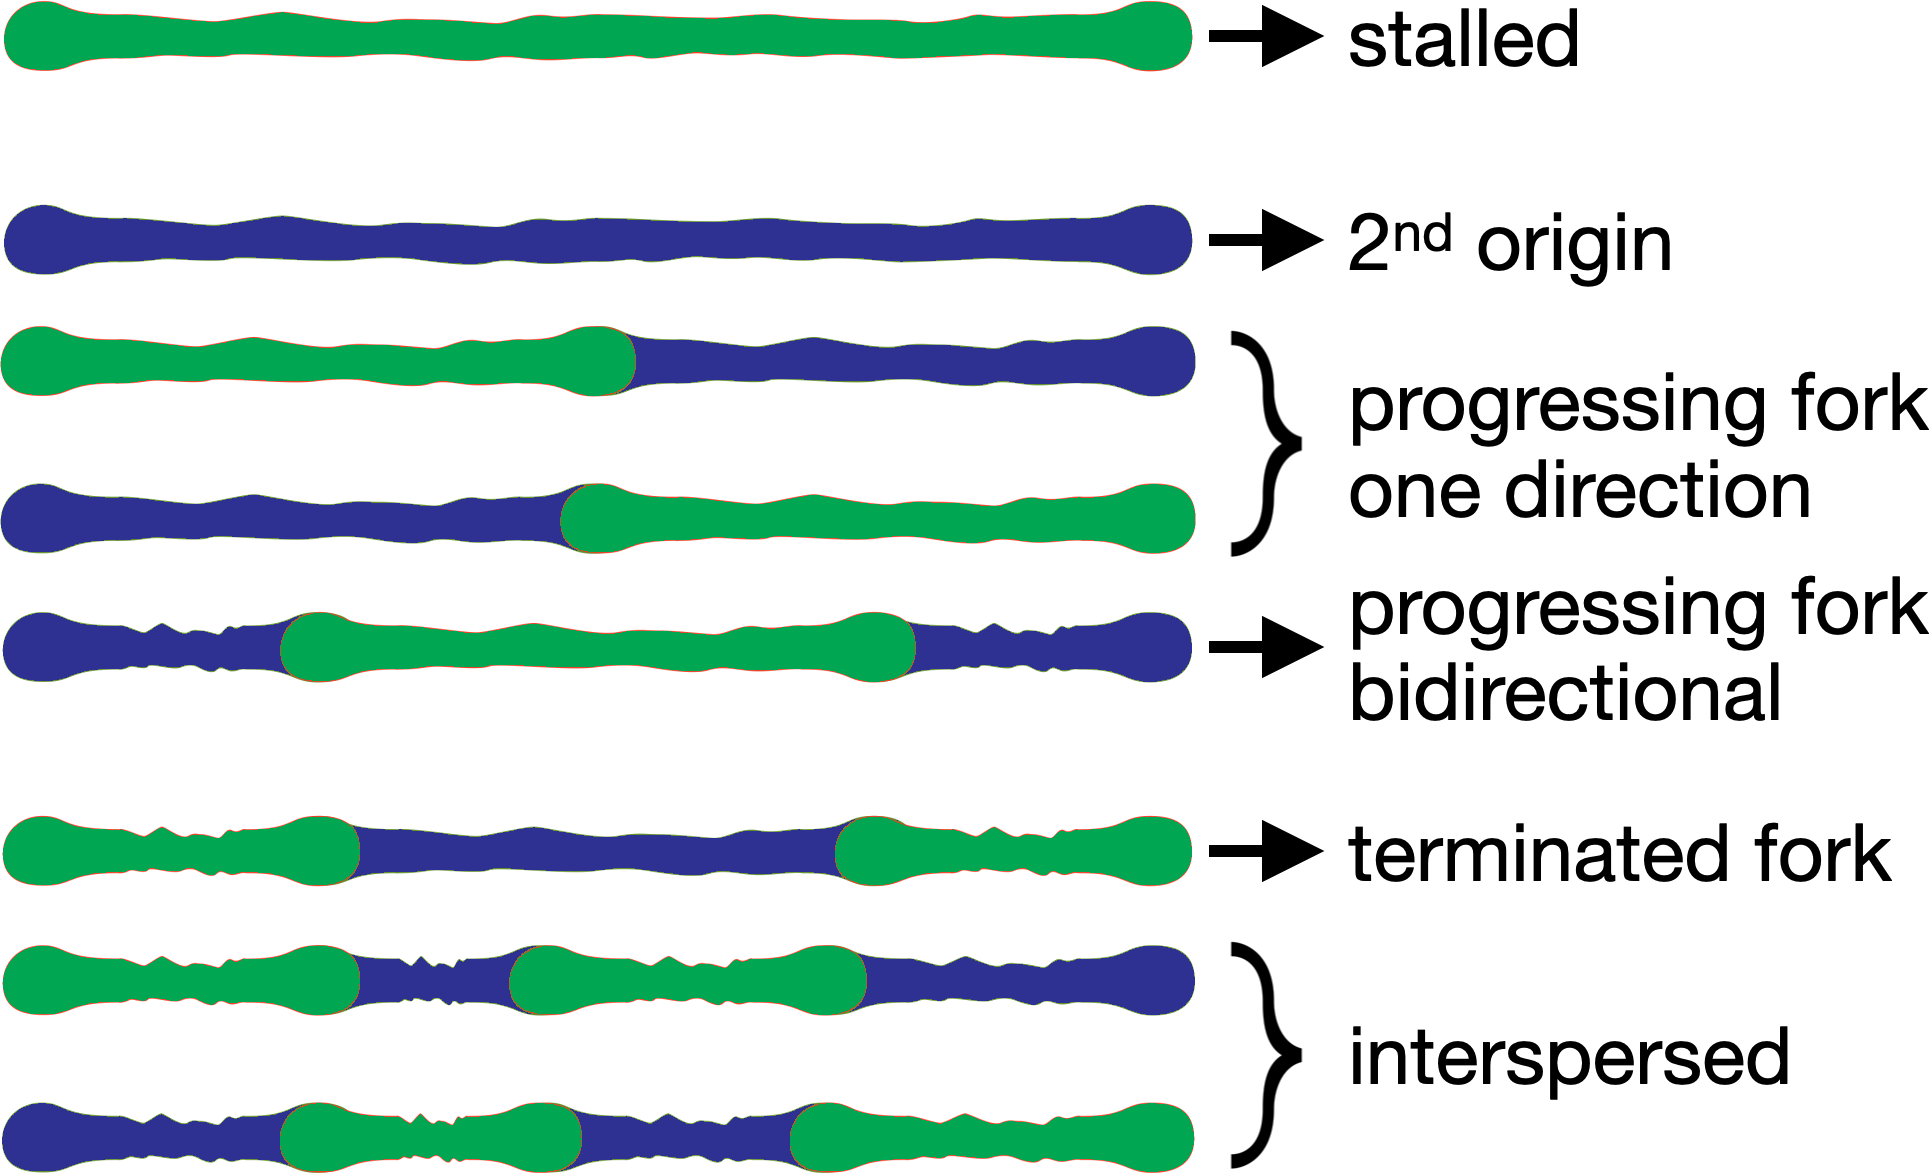 stalled
2nd origin
progressing fork
one direction
progressing fork
bidirectional
terminated fork
interspersed